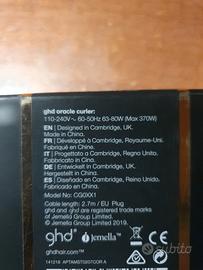 ghd oracle curler:
110-240V~ 60-50Hz 63-80W (Max 370W)
EN Designed in Cambridge, UK.
Made in China.
FR Développé à Cambridge, Royaume-Uni.
Fabriqué en Chine.
IT Progettato a Cambridge, Regno Unito.
Fabbricato in Cina.
DE Entwickelt in Cambridge, UK.
Hergestellt in China.
ES Diseñado en Cambridge, Reino Unido.
Fabricado en China.
Model No: CG0XX1
Cable length: 2.7m / EU Plug
ghd and ghd are registered trade marks
of Jemella Group Limited.
© Jemella Group Limited 2019.
ghd Jemella
ghdhair.com™
Subito